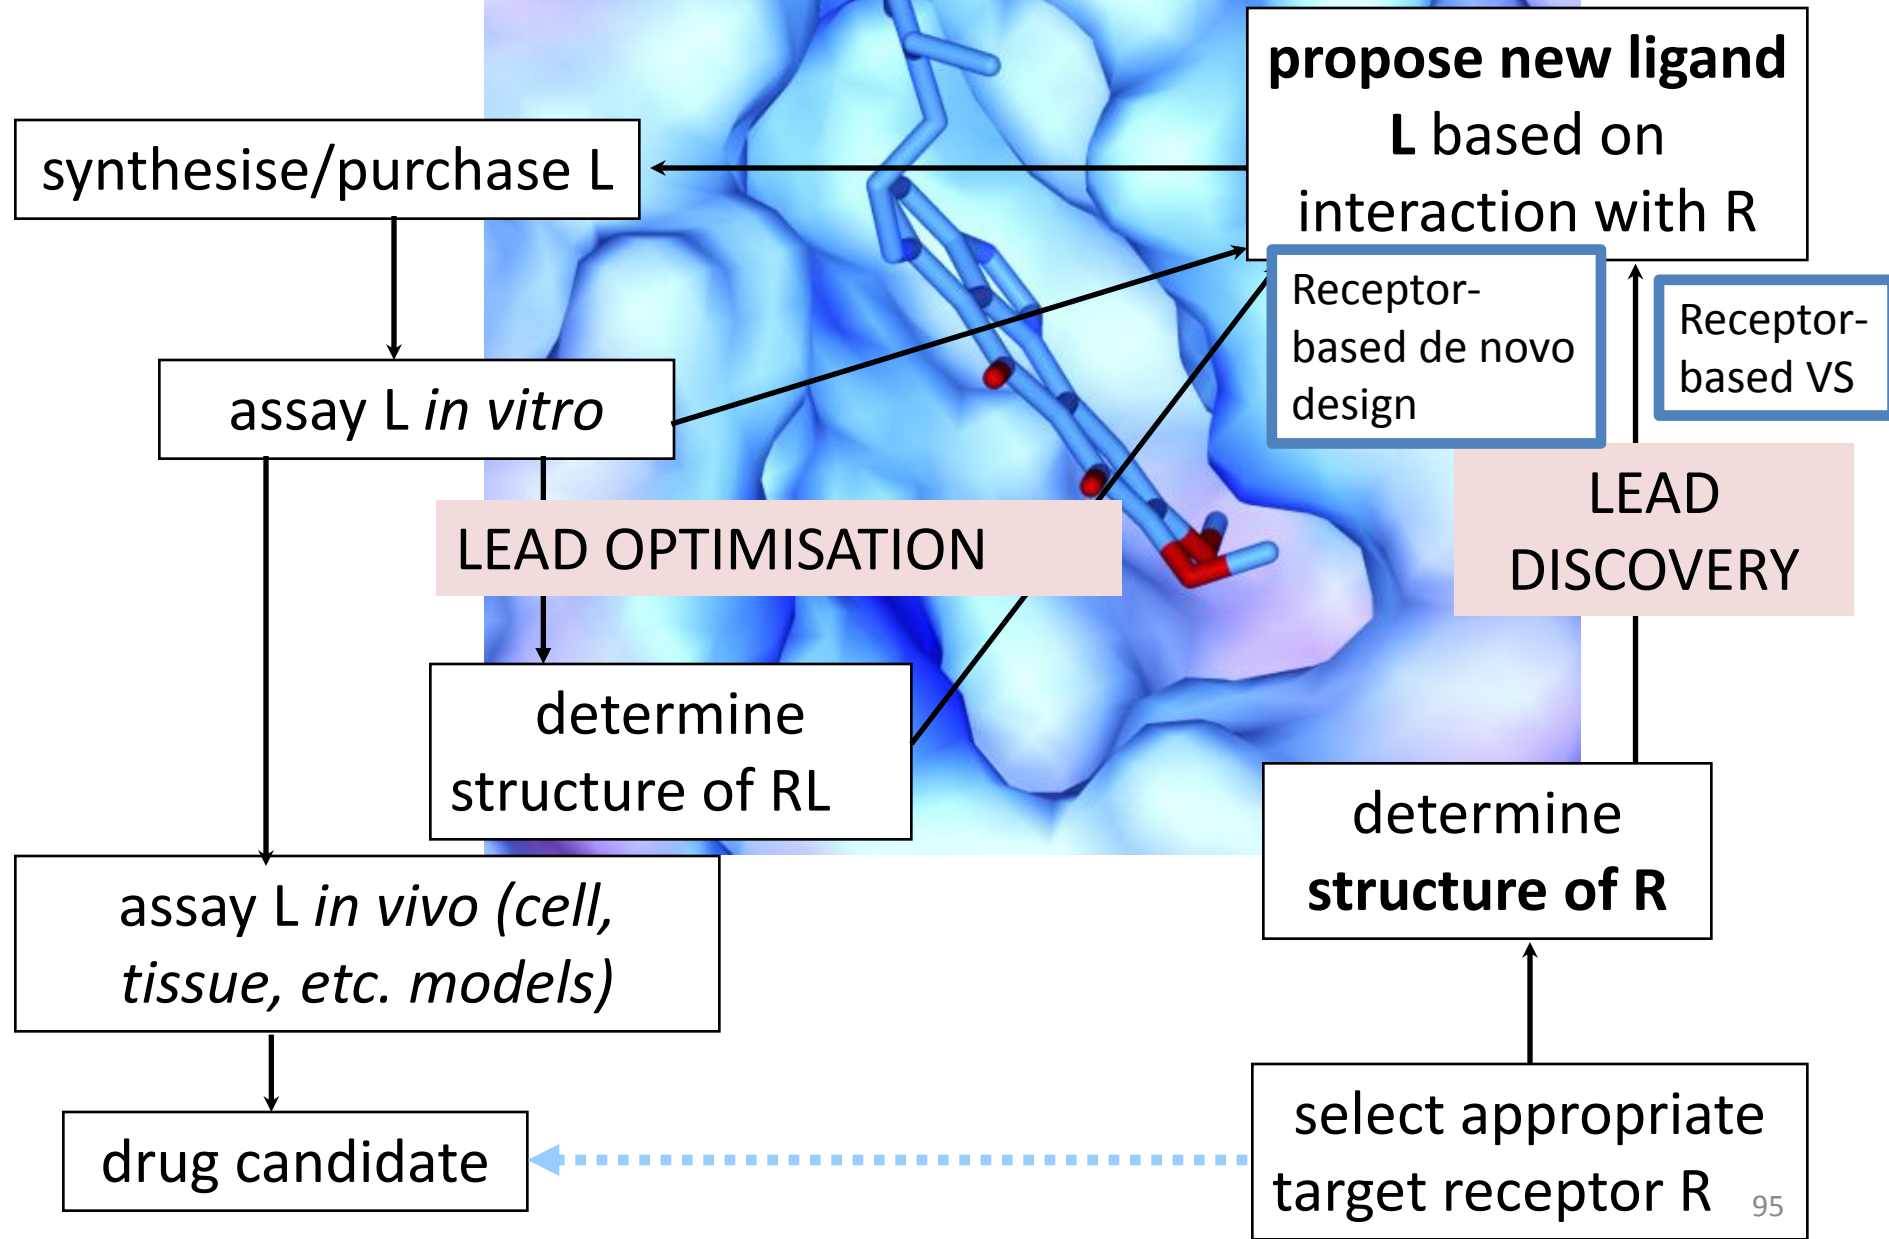 propose new ligand
L based on
interaction with R
synthesise/purchase L
Receptor-
based de novo
design
Receptor-
based VS
assay L in vitro
LEAD OPTIMISATION
LEAD
DISCOVERY
determine
structure of RL
determine
structure of R
assay L in vivo (cell,
tissue, etc. models)
select appropriate
target receptor R
drug candidate
95